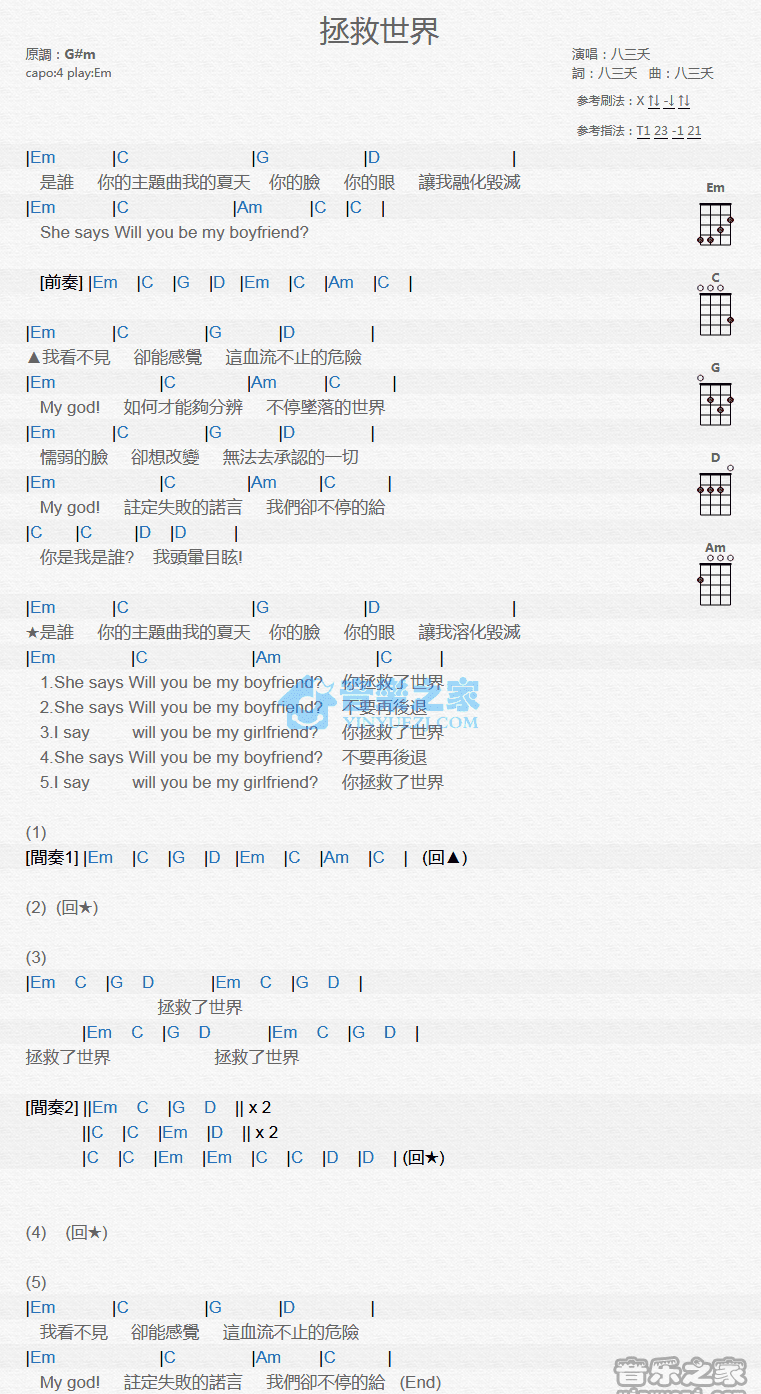 拯救世界
原調：G#m
capo:4 play:Em
演唱：八三夭
詞：八三夭 曲：八三夭
参考刷法：X ↑↓ -↓ ↑↓
参考指法：T1 23 -1 21
|Em |C |G |D |
是誰 你的主題曲我的夏天 你的臉 你的眼 讓我融化毀滅
|Em |C |Am |C |C |
She says Will you be my boyfriend?
[前奏] |Em |C |G |D |Em |C |Am |C |
|Em |C |G |D |
▲我看不見 卻能感覺 這血流不止的危險
|Em |C |Am |C |
My god! 如何才能夠分辨 不停墜落的世界
|Em |C |G |D |
懦弱的臉 卻想改變 無法去承認的一切
|Em |C |Am |C |
My god! 註定失敗的諾言 我們卻不停的給
|C |C |D |D |
你是我是誰? 我頭暈目眩!
|Em |C |G |D |
★是誰 你的主題曲我的夏天 你的臉 你的眼 讓我溶化毀滅
|Em |C |Am |C |
1.She says Will you be my boyfriend? 你拯救了世界
2.She says Will you be my boyfriend? 不要再後退
3.I say will you be my girlfriend? 你拯救了世界
4.She says Will you be my boyfriend? 不要再後退
5.I say will you be my girlfriend? 你拯救了世界
(1)
[間奏1] |Em |C |G |D |Em |C |Am |C | (回▲)
(2) (回★)
(3)
|Em C |G D |Em C |G D |
拯救了世界
|Em C |G D |Em C |G D |
拯救了世界 拯救了世界
[間奏2] ||Em C |G D || x 2
||C |C |Em |D || x 2
|C |C |Em |Em |C |C |D |D | (回★)
(4) (回★)
(5)
|Em |C |G |D |
我看不見 卻能感覺 這血流不止的危險
|Em |C |Am |C |
My god! 註定失敗的諾言 我們卻不停的給 (End)
Em
C
G
D
Am
音樂之家
YINYUEZJ.COM
音乐之家